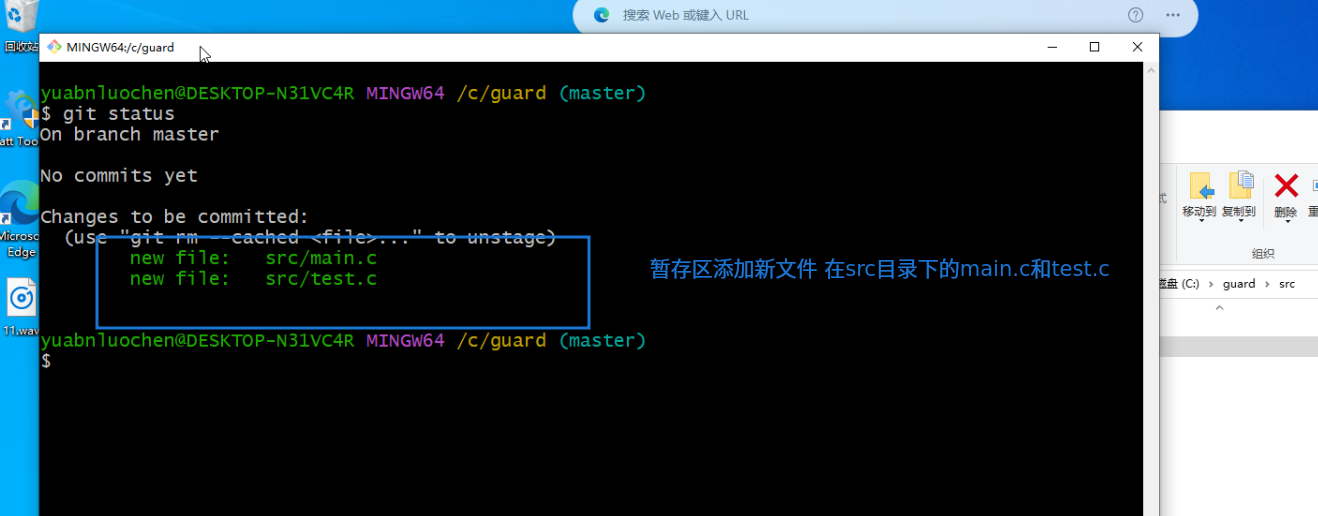 搜索 Web 或键入 URL
回收站
MINGW64:/c/guard
yuabnluochen@DESKTOP-N31VC4R MINGW64 /c/guard (master)
$ git status
On branch master
No commits yet
Changes to be committed:
(use "git rm --cached <file>..." to unstage)
new file: src/main.c
new file: src/test.c
暂存区添加新文件 在src目录下的main.c和test.c
yuabnluochen@DESKTOP-N31VC4R MINGW64 /c/guard (master)
$
att Too
Microsc
Edge
11.wav
移动到 复制到 删除 重
组织
磁盘 (C:) › guard › src